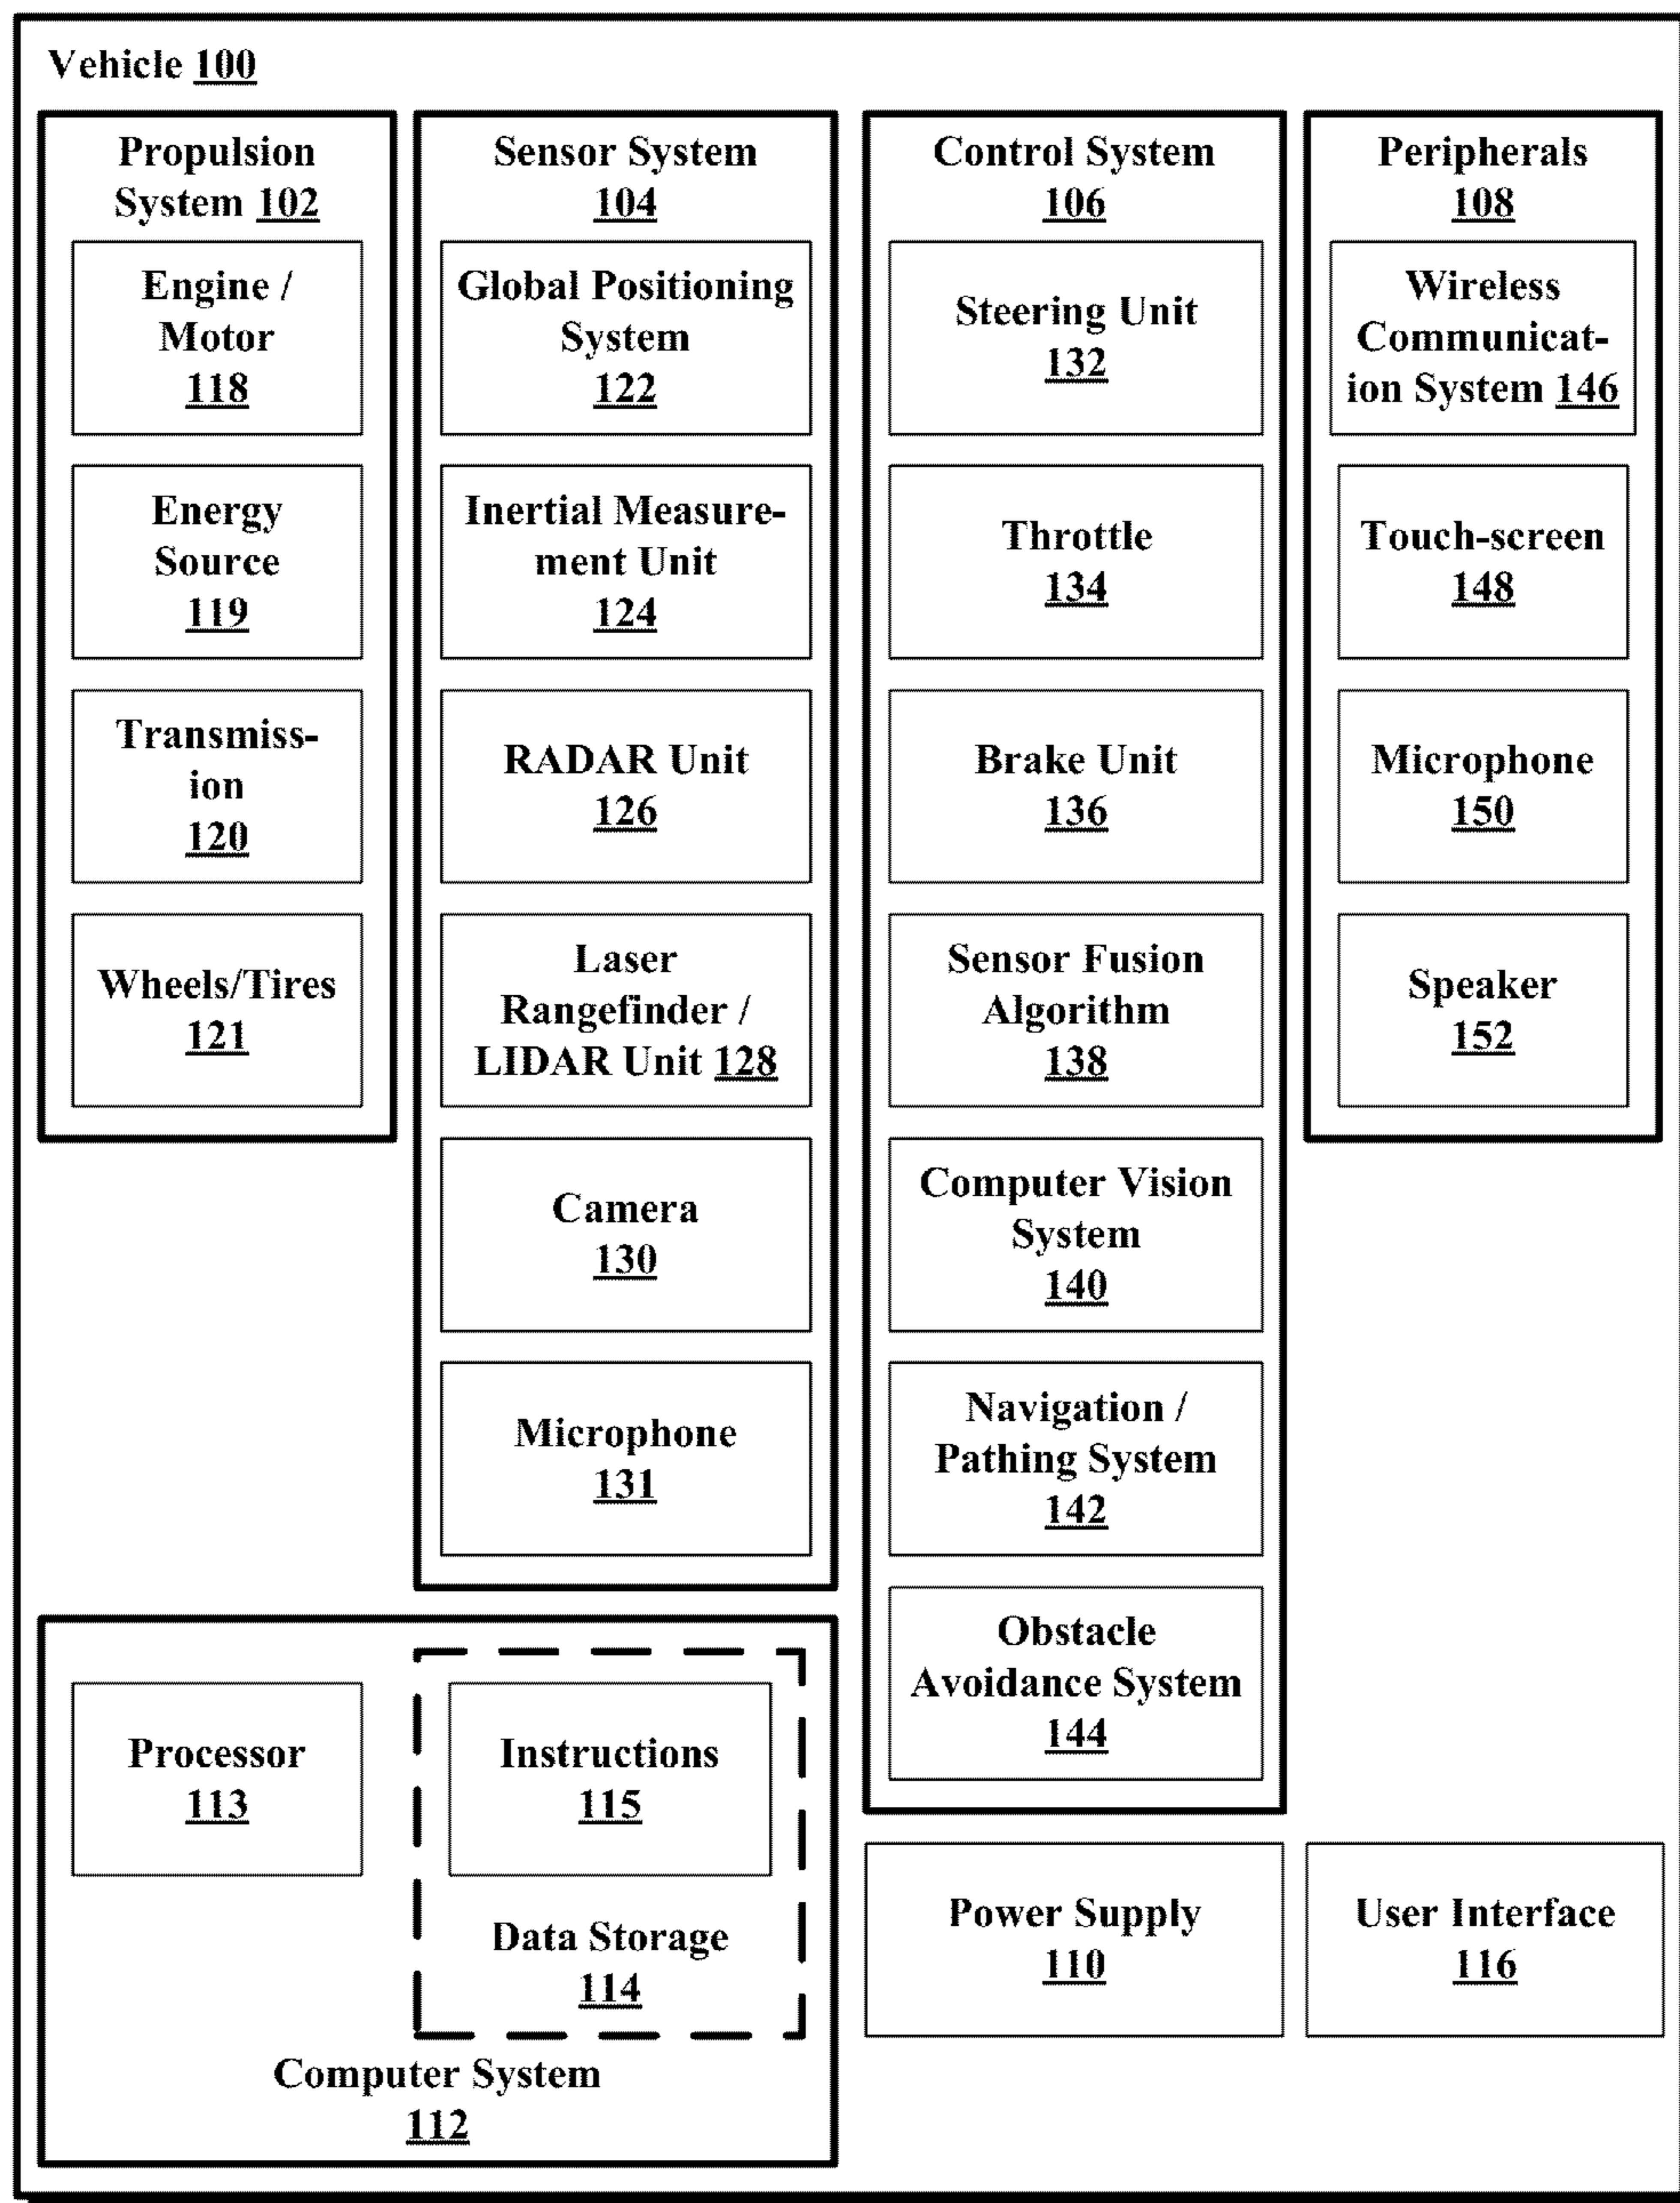 Vehicle 100
Propulsion
System 102
Engine /
Motor
118
Energy
Source
119
Transmiss-
ion
120
Wheels/Tires
121
Sensor System
104
Global Positioning
System
122
Inertial Measure-
ment Unit
124
RADAR Unit
126
Laser
Rangefinder /
LIDAR Unit 128
Camera
130
Microphone
131
Control System
106
Steering Unit
132
Throttle
134
Brake Unit
136
Sensor Fusion
Algorithm
138
Computer Vision
System
140
Navigation /
Pathing System
142
Obstacle
Avoidance System
144
Peripherals
108
Wireless
Communicat-
ion System 146
Touch-screen
148
Microphone
150
Speaker
152
Processor
113
Instructions
115
Data Storage
114
Computer System
112
Power Supply
110
User Interface
116